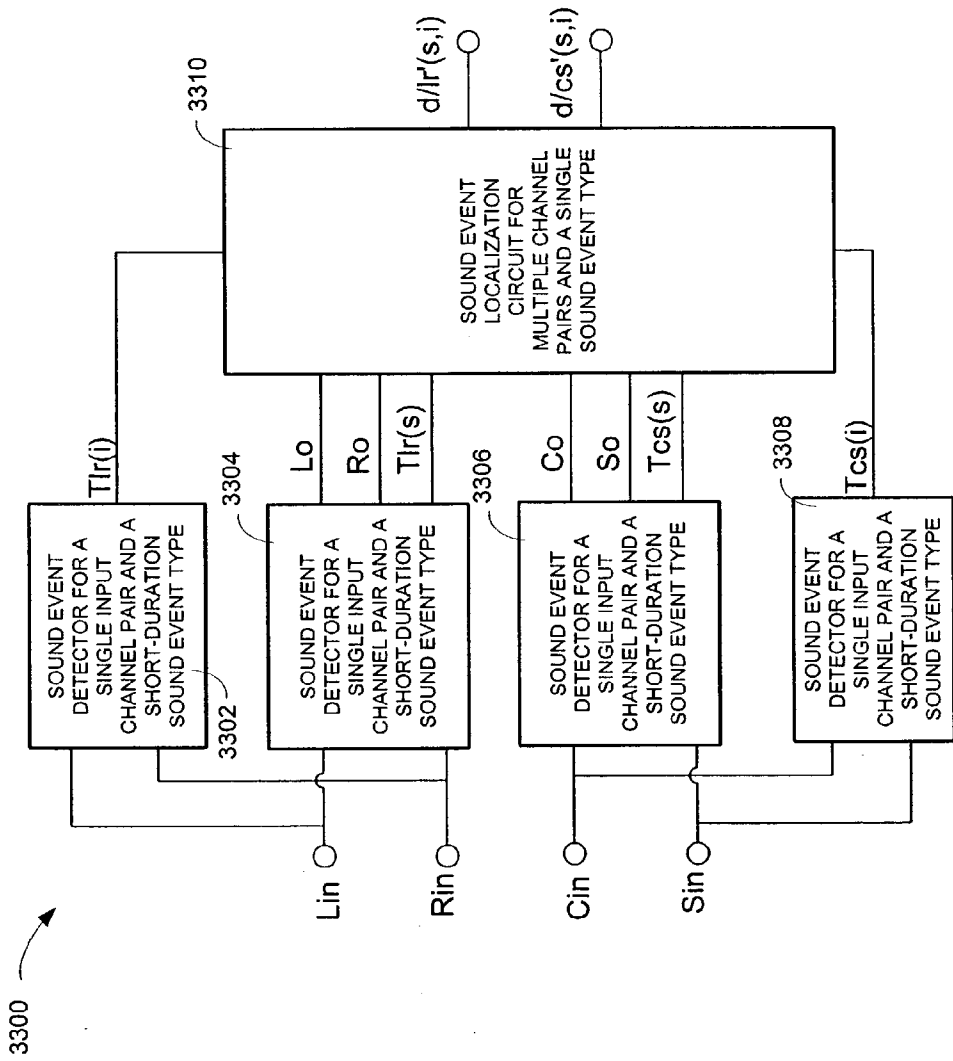 3300
SOUND EVENT
DETECTOR FOR A
SINGLE INPUT
CHANNEL PAIR AND A
SHORT-DURATION
SOUND EVENT TYPE
3302
Tlr(i)
3310
SOUND EVENT
LOCALIZATION
CIRCUIT FOR
MULTIPLE CHANNEL
PAIRS AND A SINGLE
SOUND EVENT TYPE
d/lr'(s,i)
d/cs'(s,i)
3304
SOUND EVENT
DETECTOR FOR A
SINGLE INPUT
CHANNEL PAIR AND A
SHORT-DURATION
SOUND EVENT TYPE
Lin
Rin
Lo
Ro
Tlr(s)
3306
SOUND EVENT
DETECTOR FOR A
SINGLE INPUT
CHANNEL PAIR AND A
SHORT-DURATION
SOUND EVENT TYPE
Cin
Sin
Co
So
Tcs(s)
3308
SOUND EVENT
DETECTOR FOR A
SINGLE INPUT
CHANNEL PAIR AND A
SHORT-DURATION
SOUND EVENT TYPE
Tcs(i)